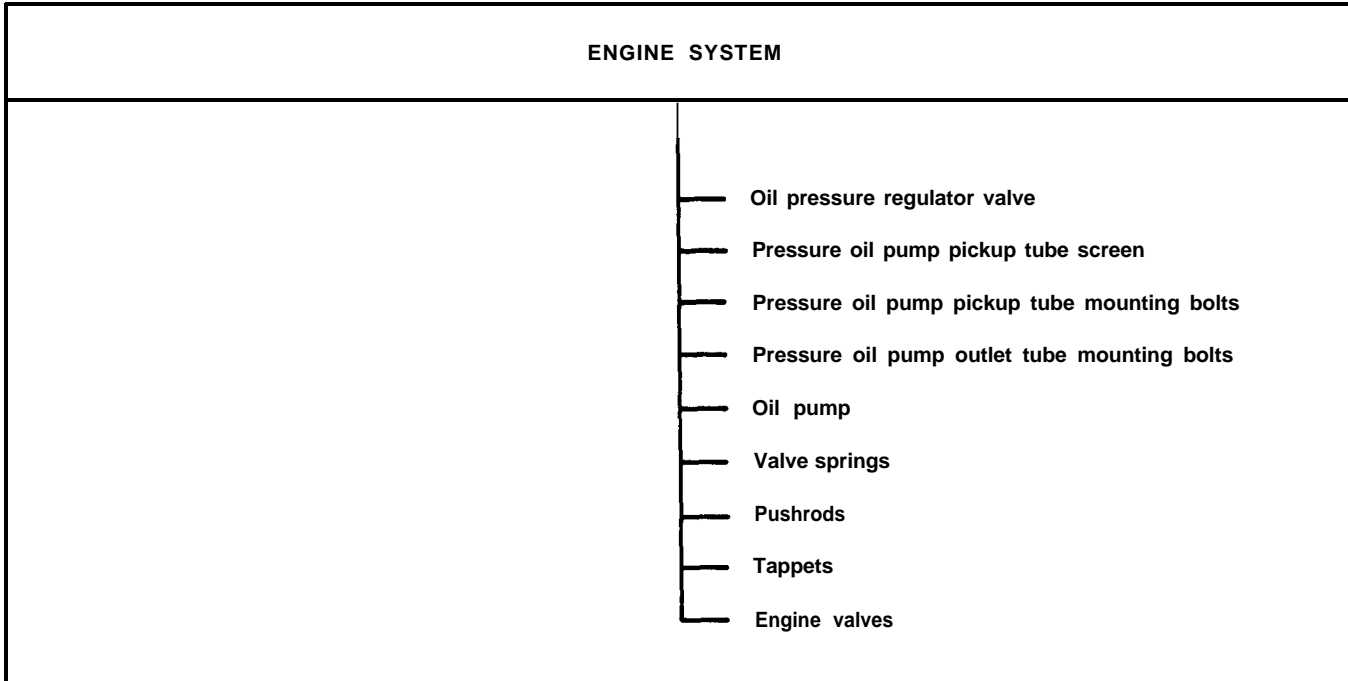 ENGINE SYSTEM
Oil pressure regulator valve
Pressure oil pump pickup tube screen
Pressure oil pump pickup tube mounting bolts
Pressure oil pump outlet tube mounting bolts
Oil pump
Valve springs
Pushrods
Tappets
Engine valves